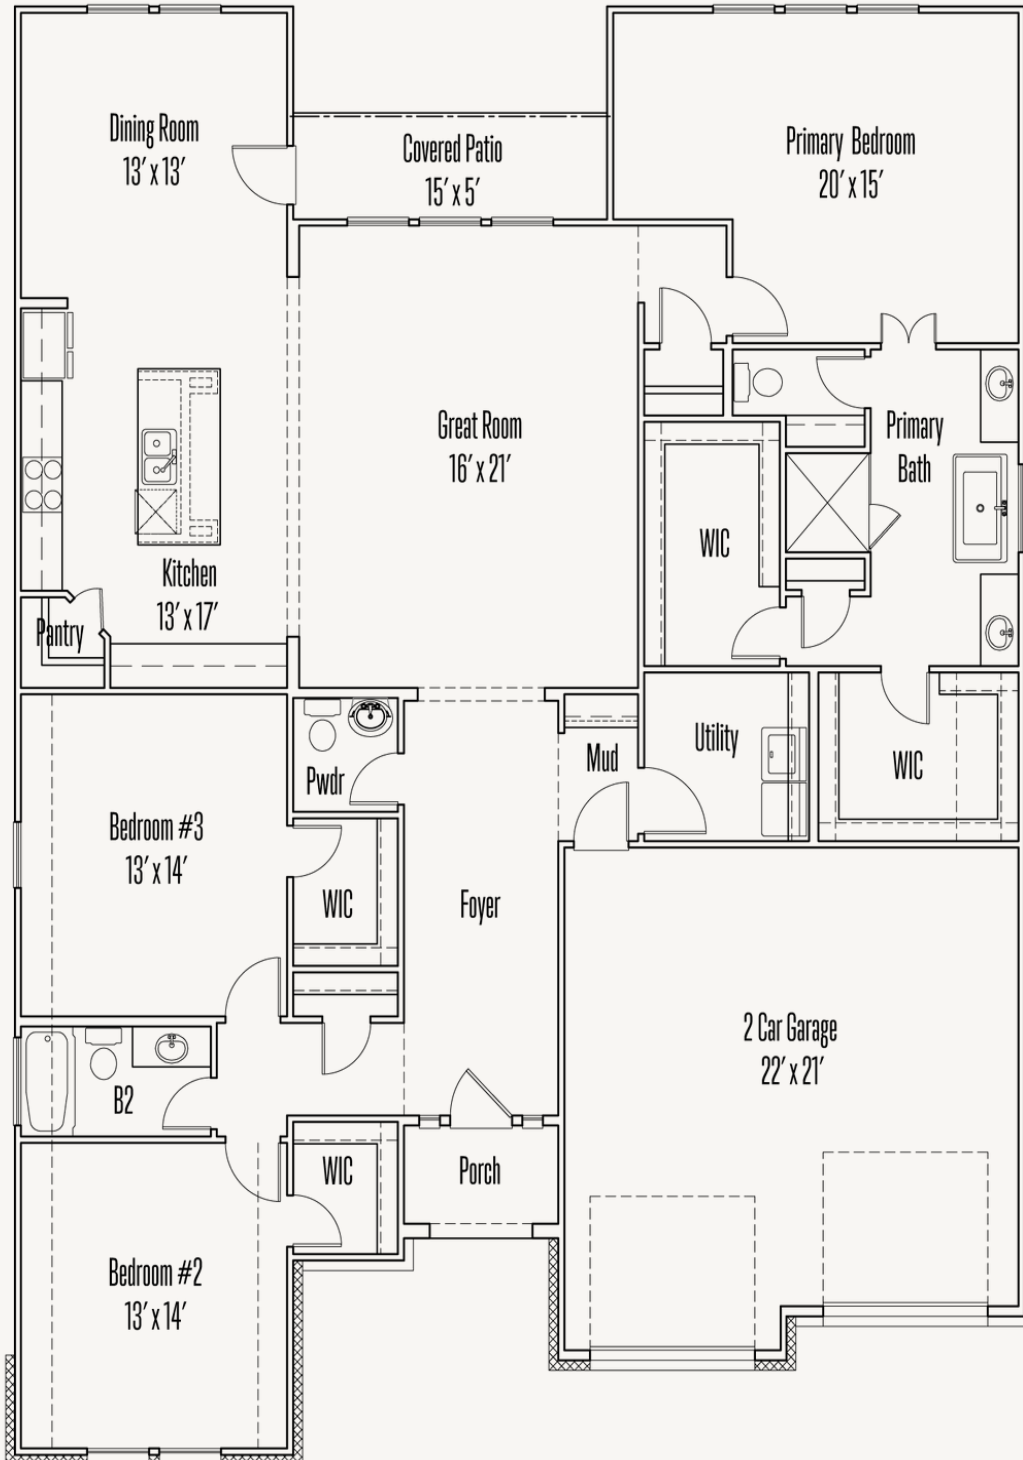 Dining Room
13' x 13'
Covered Patio
15' x 5'
Primary Bedroom
20' x 15'
Great Room
16' x 21'
Primary
Bath
WIC
Kitchen
13' x 17'
Pantry
Pwdr
Mud
Utility
WIC
Bedroom #3
13' x 14'
WIC
Foyer
2 Car Garage
22' x 21'
B2
WIC
Porch
Bedroom #2
13' x 14'